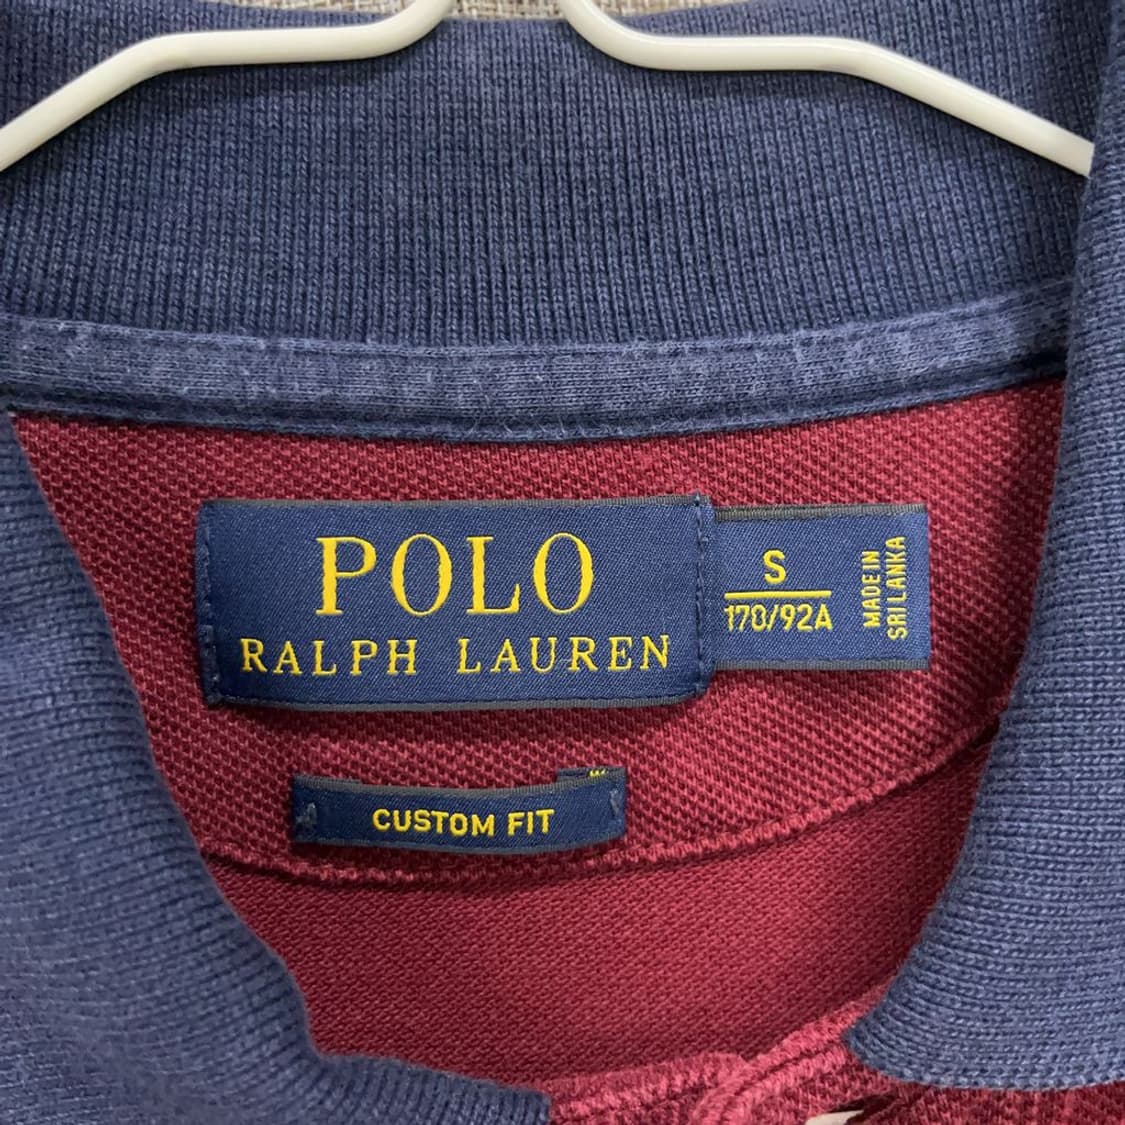 POLO
RALPH LAUREN
S
170/92A
MADE IN
SRI LANKA
CUSTOM FIT